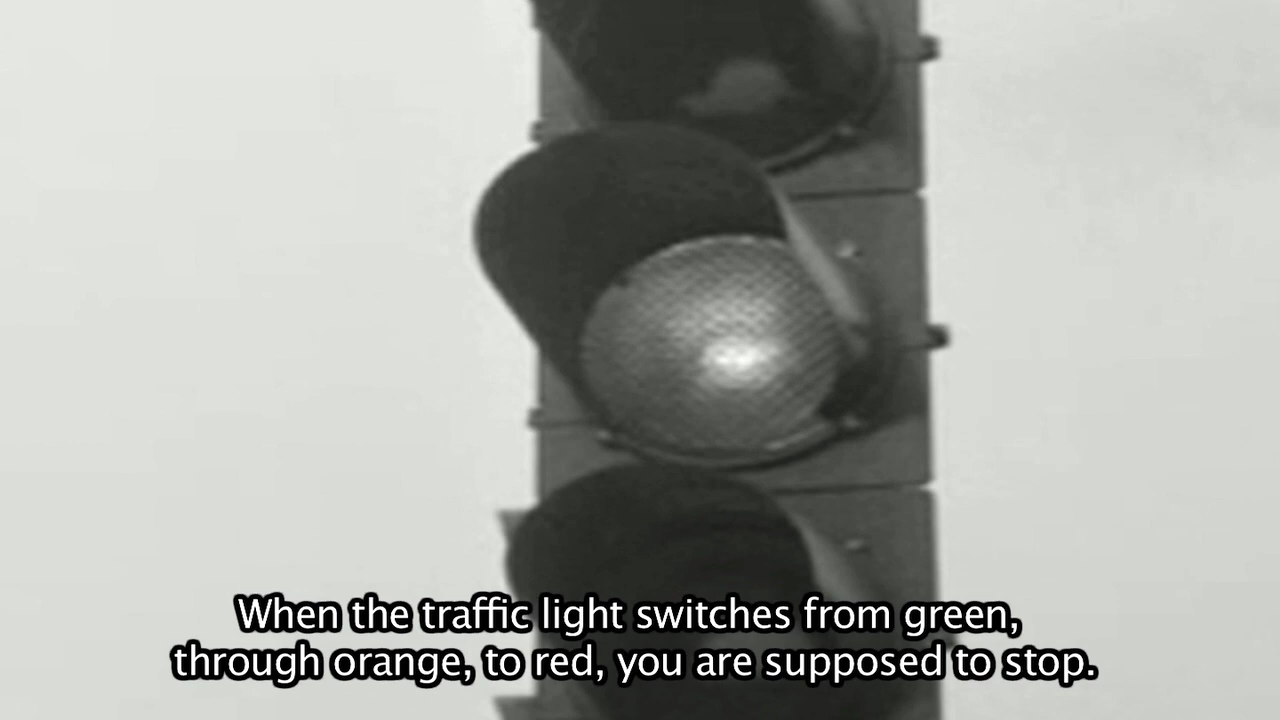 When the traffic light switches from green,
through orange, to red, you are supposed to stop.